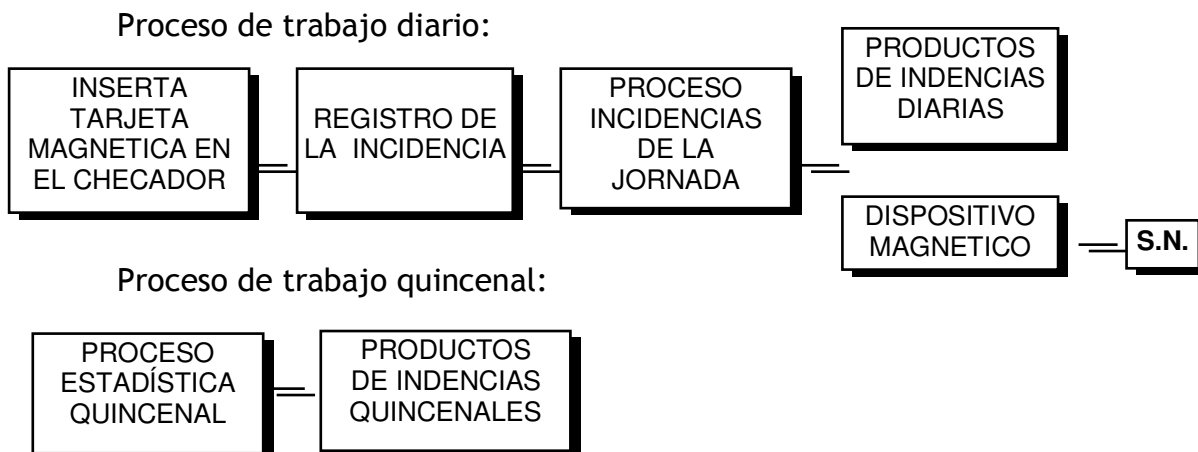 Proceso de trabajo diario:
INSERTA
TARJETA
MAGNETICA EN
EL CHECADOR
REGISTRO DE
LA INCIDENCIA
PROCESO
INCIDENCIAS
DE LA
JORNADA
PRODUCTOS
DE INDENCIAS
DIARIAS
DISPOSITIVO
MAGNETICO
S.N.
Proceso de trabajo quincenal:
PROCESO
ESTADÍSTICA
QUINCENAL
PRODUCTOS
DE INDENCIAS
QUINCENALES